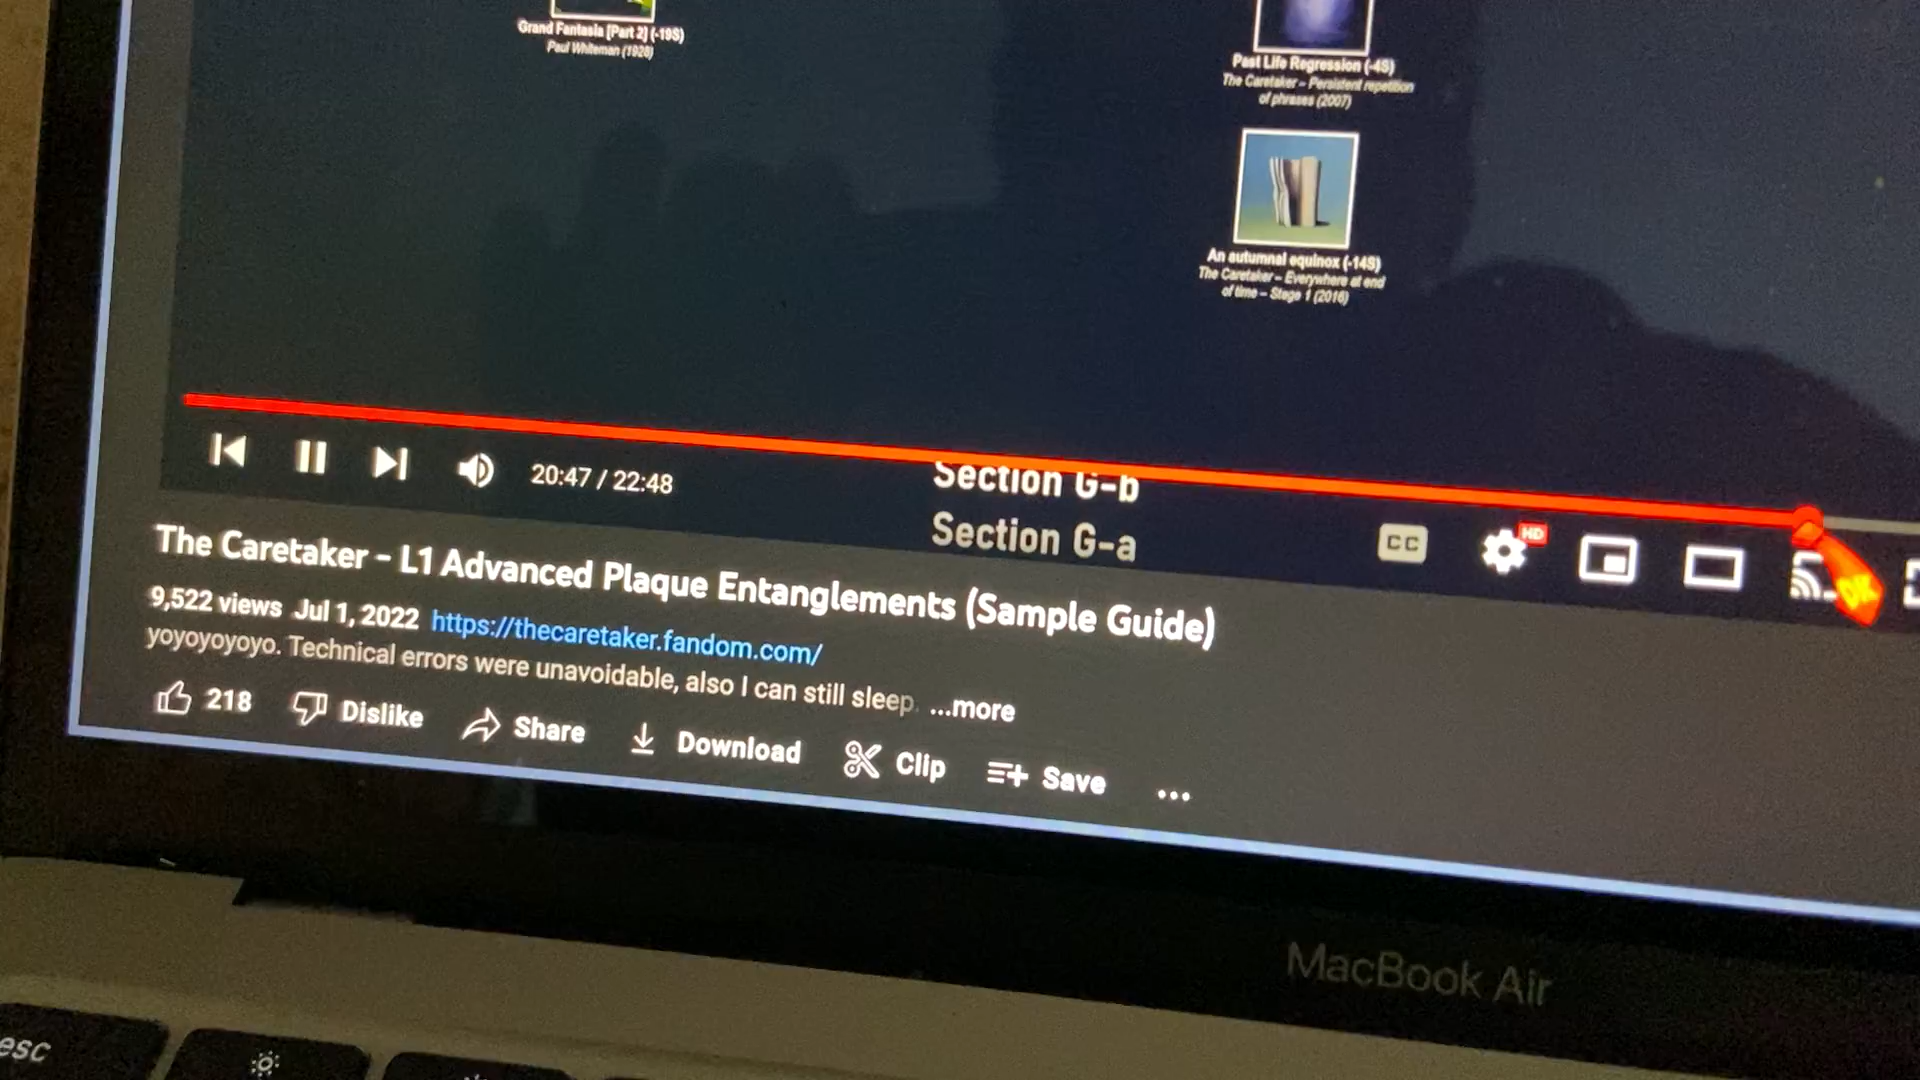 Grand Fantasia [Part 2] (-19S)
Paul Whiteman (1928)
Past Life Regression (-4S)
The Caretaker – Persistent repetition
of phrases (2007)
An autumnal equinox (-14S)
The Caretaker – Everywhere at end
of time – Stage 1 (2016)
20:47 / 22:48
Section G-b
Section G-a
CC
HD
The Caretaker - L1 Advanced Plaque Entanglements (Sample Guide)
9,522 views Jul 1, 2022 https://thecaretaker.fandom.com/
yoyoyoyoyo. Technical errors were unavoidable, also I can still sleep. ...more
218
Dislike
Share
Download
Clip
Save
MacBook Air
esc